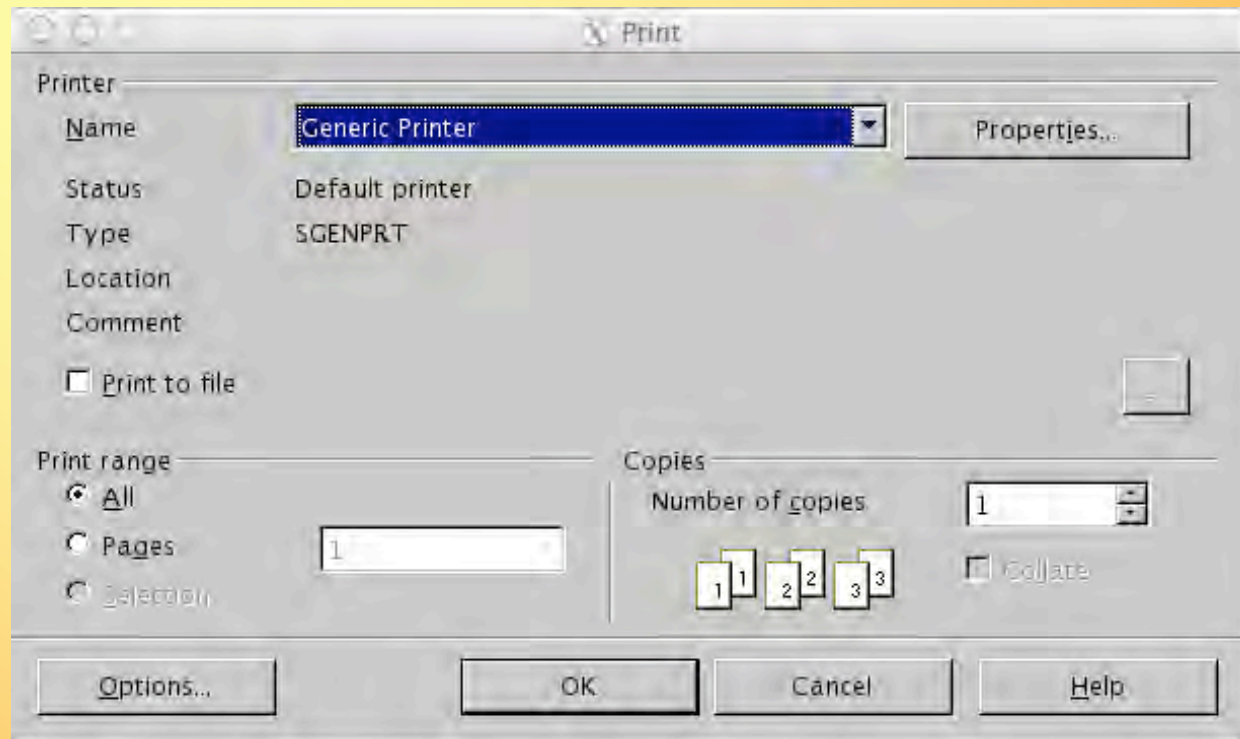 Print
Printer
Name Generic Printer Properties...
Status Default printer
Type SGENPRT
Location
Comment
Print to file
...
Print range
All
Pages 1
Selection
Copies
Number of copies 1
1 1 2 2 3 3
Collate
Options... OK Cancel Help